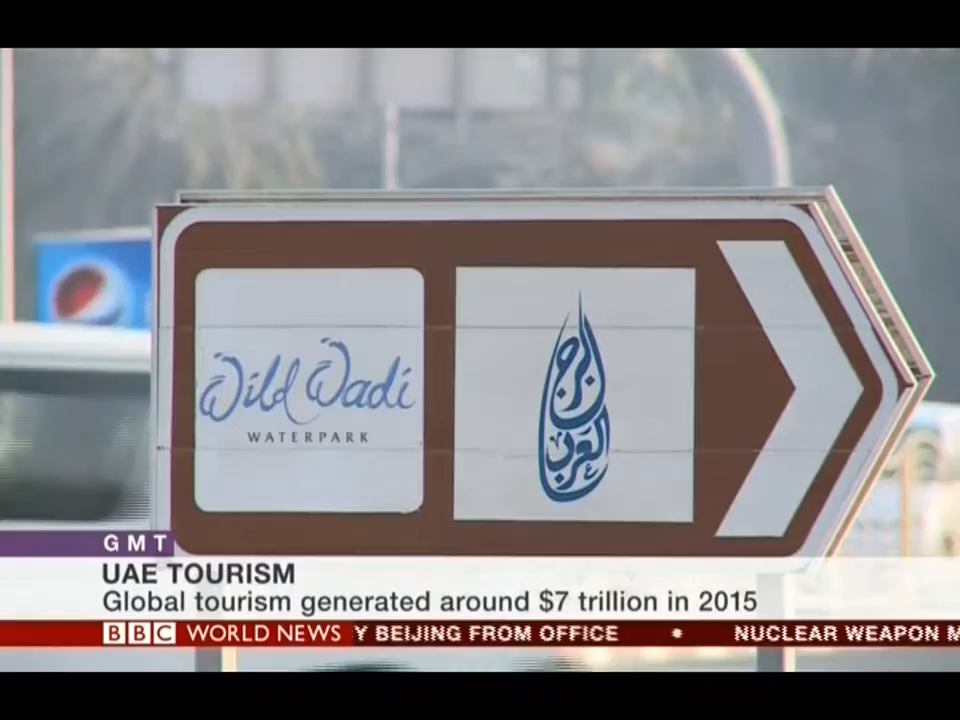 Wild Wadi
WATERPARK
برج
العرب
GMT
UAE TOURISM
Global tourism generated around $7 trillion in 2015
BBC WORLD NEWS Y BEIJING FROM OFFICE • NUCLEAR WEAPON M